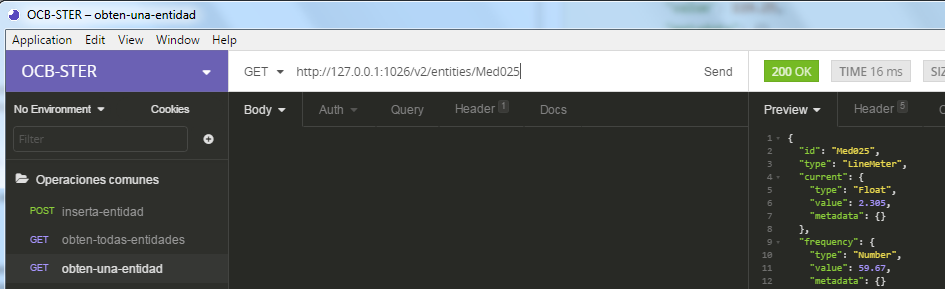 OCB-STER – obten-una-entidad
Application Edit View Window Help
OCB-STER
GET http://127.0.0.1:1026/v2/entities/Med025 Send
200 OK TIME 16 ms SIZ
No Environment Cookies
Body Auth Query Header 1 Docs
Preview Header 5
Filter
Operaciones comunes
POST inserta-entidad
GET obten-todas-entidades
GET obten-una-entidad
1 {
2 "id": "Med025",
3 "type": "LineMeter",
4 "current": {
5 "type": "Float",
6 "value": 2.305,
7 "metadata": {}
8 },
9 "frequency": {
10 "type": "Number",
11 "value": 59.67,
12 "metadata": {}